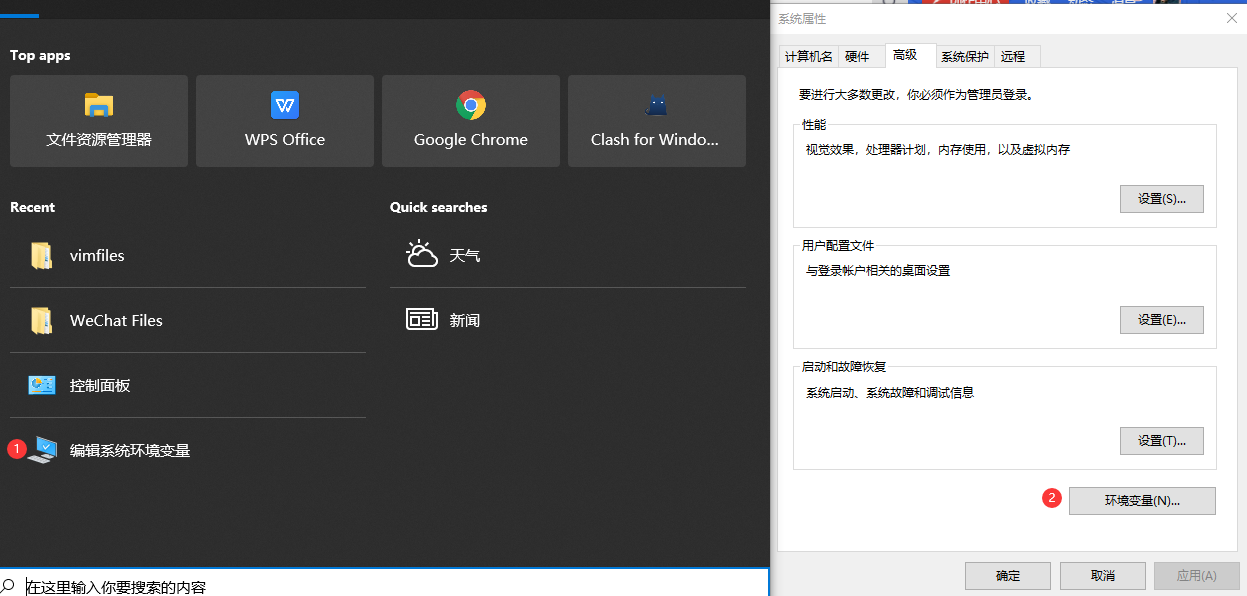 Top apps
文件资源管理器
WPS Office
Google Chrome
Clash for Windo...
Recent
Quick searches
vimfiles
天气
WeChat Files
新闻
控制面板
1
编辑系统环境变量
在这里输入你要搜索的内容
系统属性
计算机名
硬件
高级
系统保护
远程
要进行大多数更改，你必须作为管理员登录。
性能
视觉效果，处理器计划，内存使用，以及虚拟内存
设置(S)...
用户配置文件
与登录帐户相关的桌面设置
设置(E)...
启动和故障恢复
系统启动、系统故障和调试信息
设置(T)...
2
环境变量(N)...
确定
取消
应用(A)